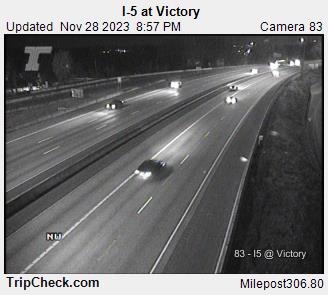 I-5 at Victory
Updated Nov 28 2023 8:57 PM Camera 83
T
NW
83 - I5 @ Victory
TripCheck.com Milepost306.80